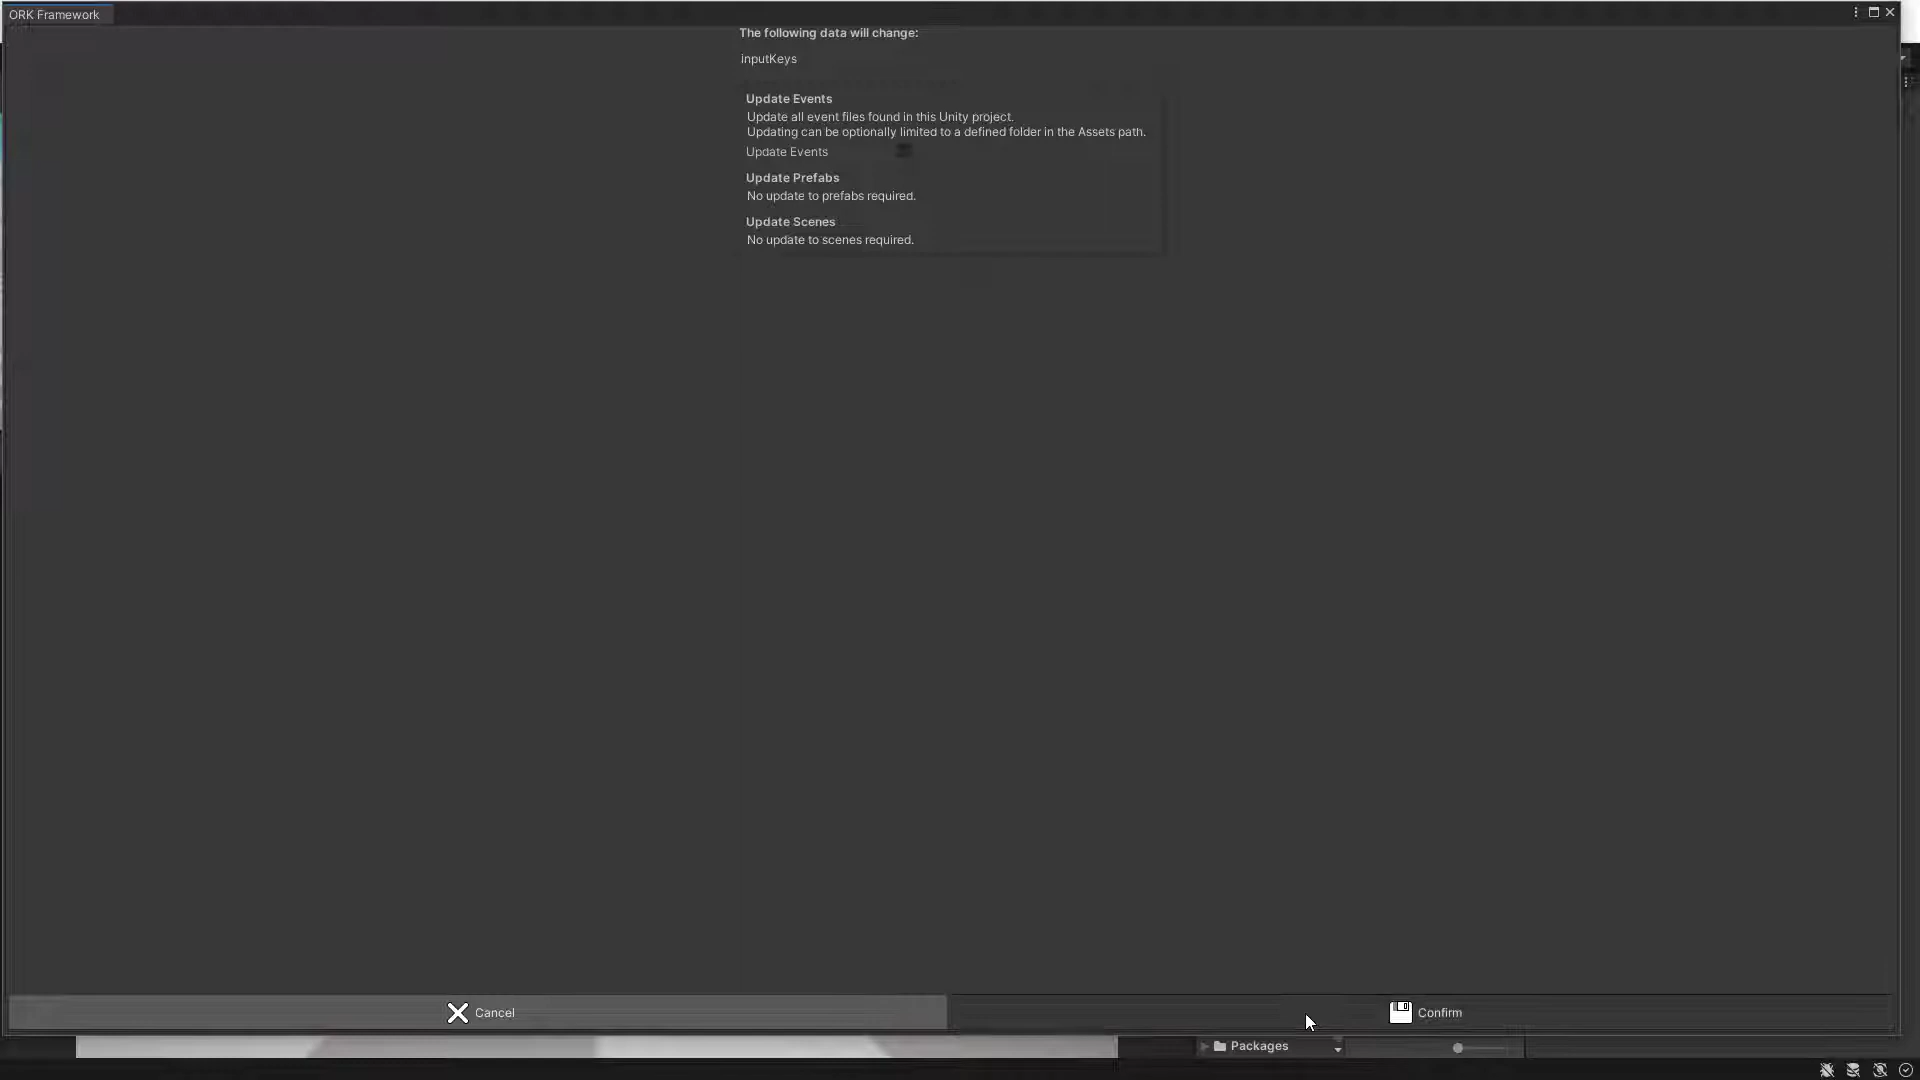 ORK Framework
The following data will change:
inputKeys
Update Events
Update all event files found in this Unity project.
Updating can be optionally limited to a defined folder in the Assets path.
Update Events
Update Prefabs
No update to prefabs required.
Update Scenes
No update to scenes required.
Cancel
Confirm
Packages